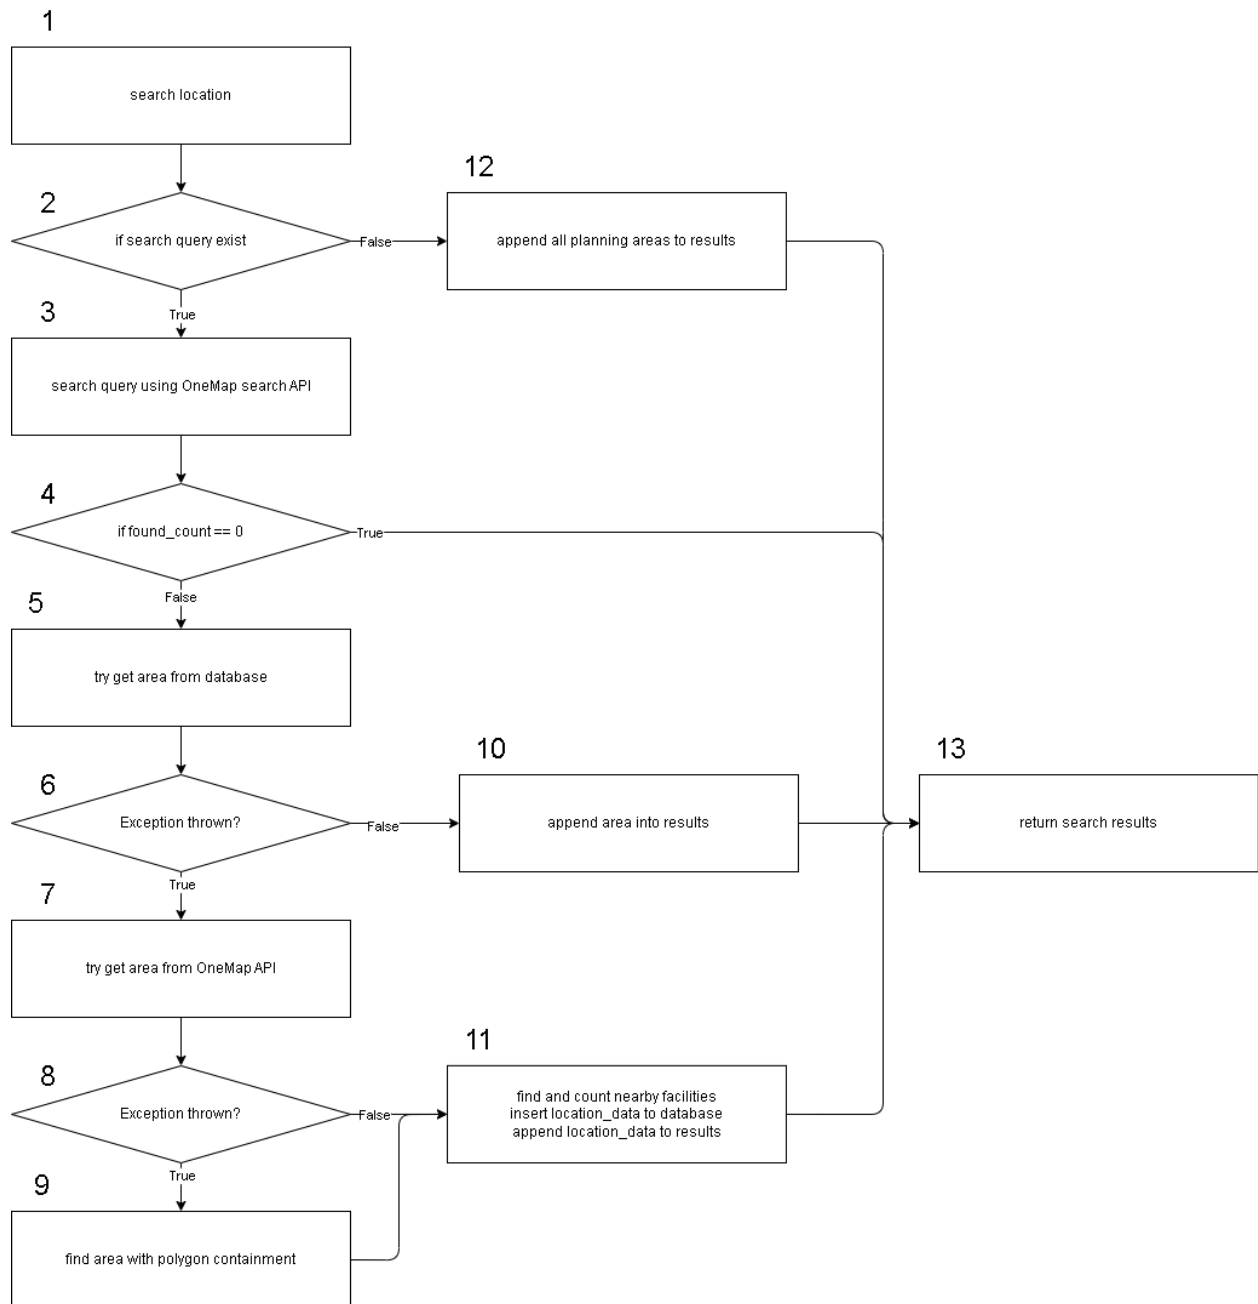 1
search location
2
if search query exist
False
12
append all planning areas to results
True
3
search query using OneMap search API
4
if found_count == 0
True
False
5
try get area from database
6
Exception thrown?
False
10
append area into results
13
return search results
True
7
try get area from OneMap API
8
Exception thrown?
False
11
find and count nearby facilities
insert location_data to database
append location_data to results
True
9
find area with polygon containment